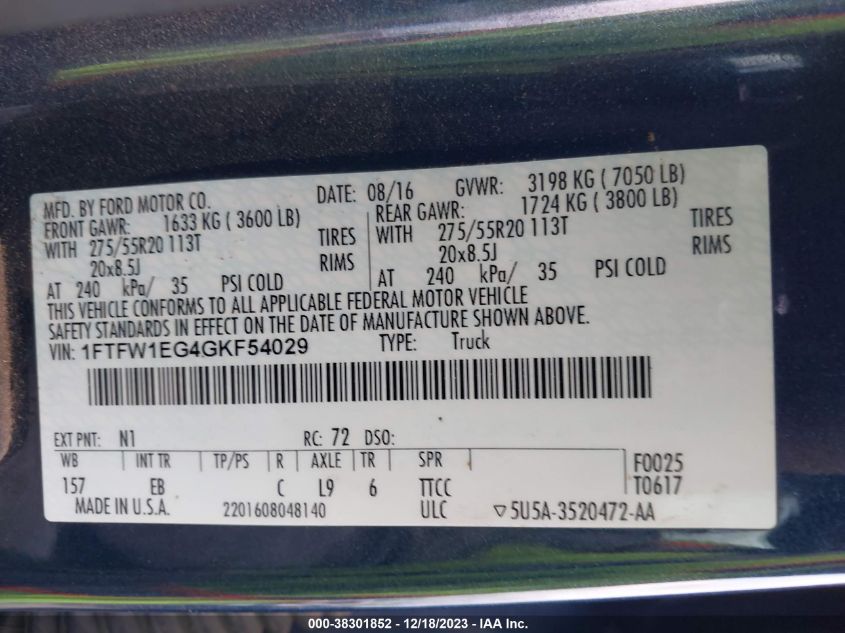 MFD. BY FORD MOTOR CO. DATE: 08/16 GVWR: 3198 KG ( 7050 LB)
FRONT GAWR: 1633 KG ( 3600 LB) REAR GAWR: 1724 KG ( 3800 LB)
WITH 275/55R20 113T TIRES WITH 275/55R20 113T TIRES
20x8.5J RIMS 20x8.5J RIMS
AT 240 kPa/ 35 PSI COLD AT 240 kPa/ 35 PSI COLD
THIS VEHICLE CONFORMS TO ALL APPLICABLE FEDERAL MOTOR VEHICLE
SAFETY STANDARDS IN EFFECT ON THE DATE OF MANUFACTURE SHOWN ABOVE.
VIN: 1FTFW1EG4GKF54029 TYPE: Truck
EXT PNT: N1 RC: 72 DSO:
WB INT TR TP/PS R AXLE TR SPR F0025
157 EB C L9 6 TTCC T0617
MADE IN U.S.A. 2201608048140 ULC ▽5U5A-3520472-AA
000-38301852 - 12/18/2023 - IAA Inc.